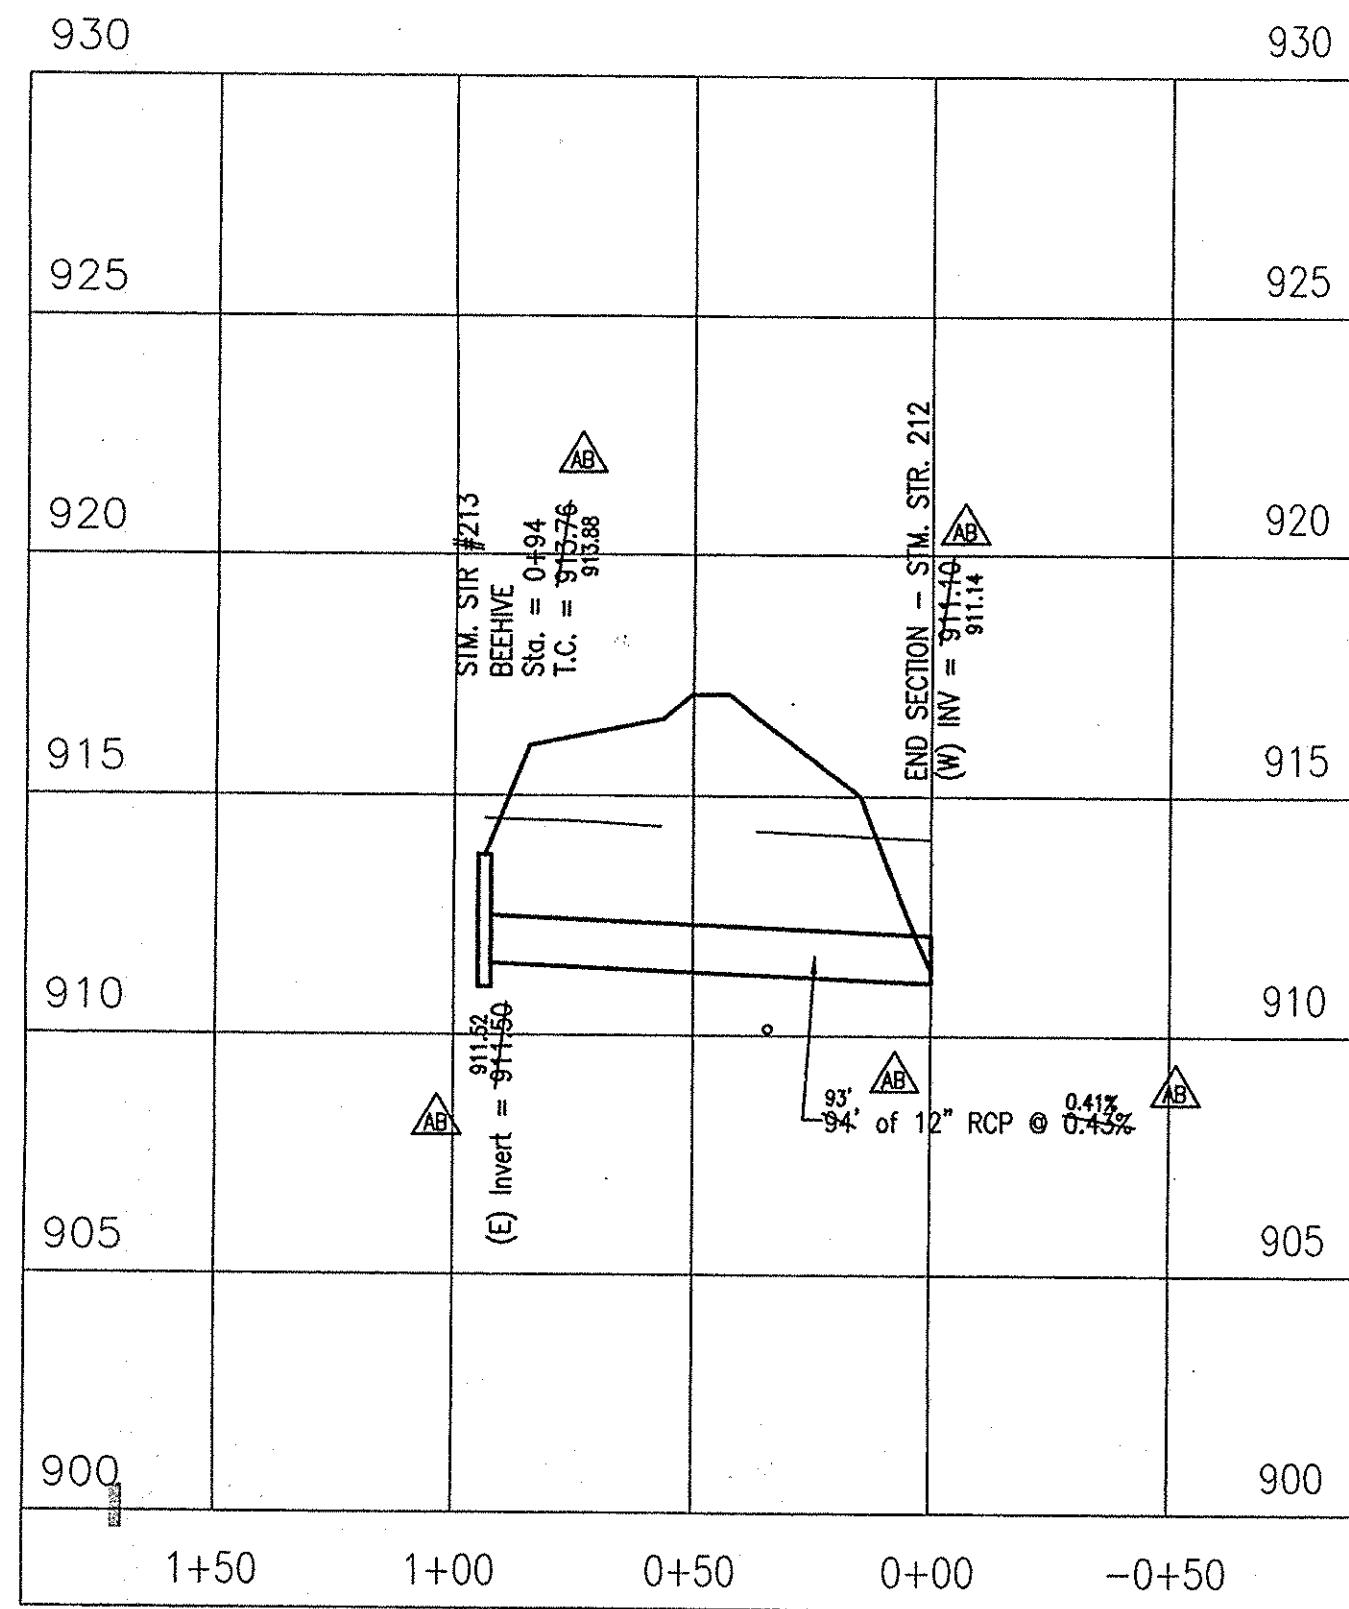 930
930
925
925
920
920
915
915
910
910
905
905
900
900
STM. STR #213
BEEHIVE
Sta. = 0+94
T.C. = 913.76
913.88
AB
END SECTION – STM. STR. 212
(W) INV = 911.10
911.14
AB
911.52
(E) Invert = 911.50
AB
93'
94' of 12" RCP @ 0.43%
0.41%
AB
AB
1+50
1+00
0+50
0+00
-0+50